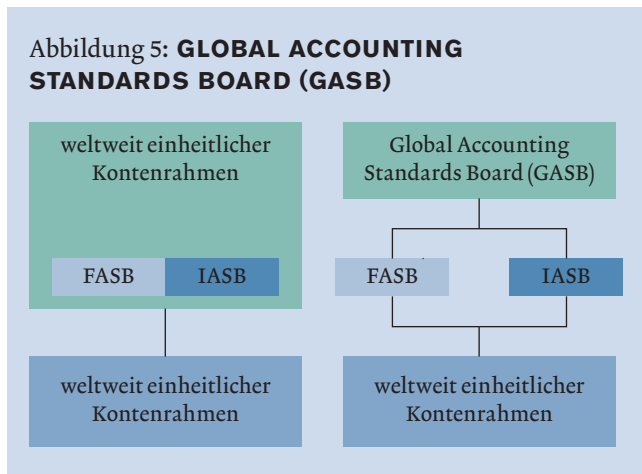 Abbildung 5: GLOBAL ACCOUNTING
STANDARDS BOARD (GASB)
weltweit einheitlicher
Kontenrahmen
FASB IASB
weltweit einheitlicher
Kontenrahmen
Global Accounting
Standards Board (GASB)
FASB
IASB
weltweit einheitlicher
Kontenrahmen